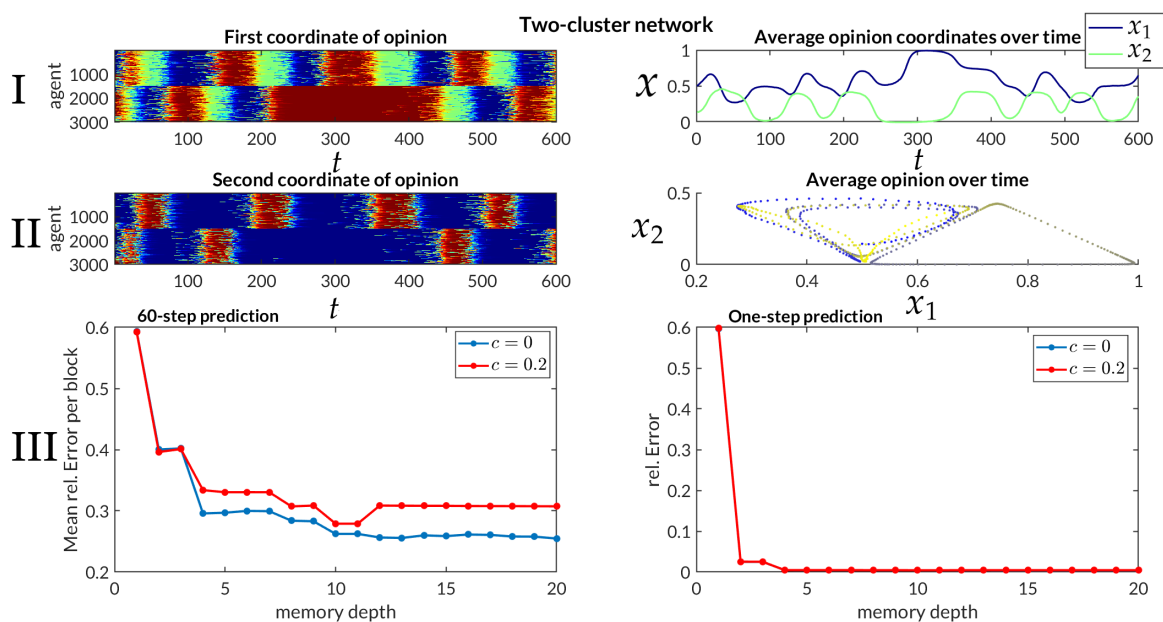 Two-cluster network
First coordinate of opinion
I
agent
1000
2000
3000
100 200 300 400 500 600
t
Average opinion coordinates over time
x1
x2
x
1
0.5
0
0 100 200 300 400 500 600
t
Second coordinate of opinion
II
agent
1000
2000
3000
100 200 300 400 500 600
t
Average opinion over time
x2
0.5
0
0.2 0.4 0.6 0.8 1
x1
III
60-step prediction
Mean rel. Error per block
0.6
0.5
0.4
0.3
0.2
c = 0
c = 0.2
0 5 10 15 20
memory depth
One-step prediction
rel. Error
0.6
0.5
0.4
0.3
0.2
0.1
0
c = 0
c = 0.2
0 5 10 15 20
memory depth